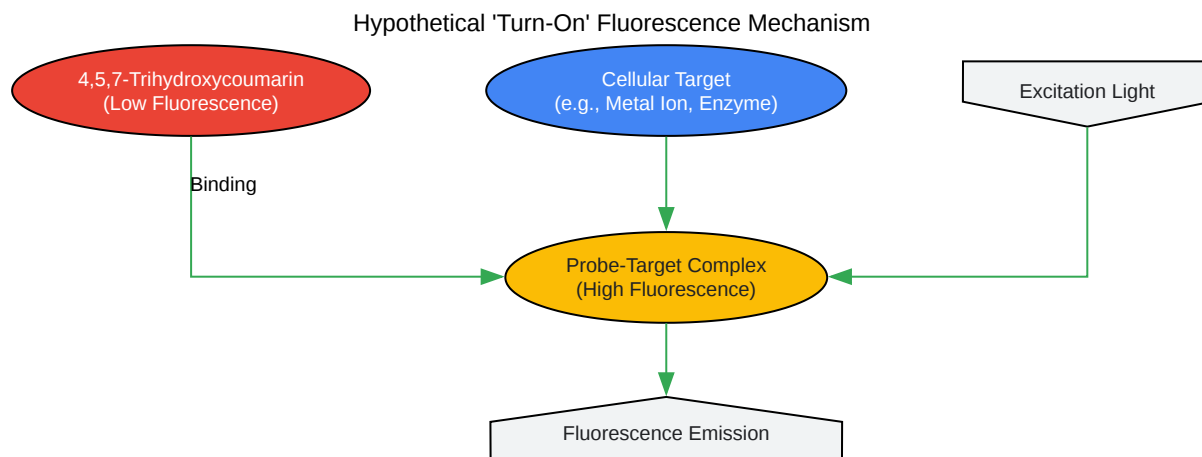 Hypothetical 'Turn-On' Fluorescence Mechanism
4,5,7-Trihydroxycoumarin
(Low Fluorescence)
Cellular Target
(e.g., Metal Ion, Enzyme)
Excitation Light
Binding
Probe-Target Complex
(High Fluorescence)
Fluorescence Emission